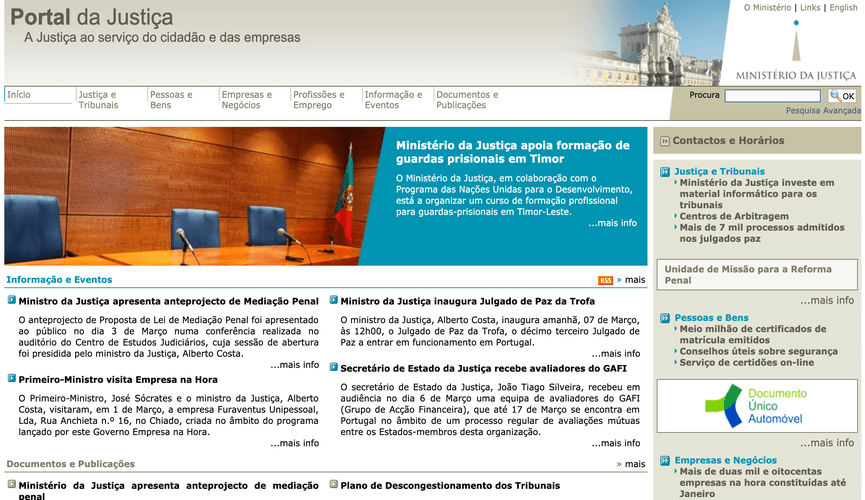 Portal da Justiça
A Justiça ao serviço do cidadão e das empresas
O Ministério | Links | English
MINISTÉRIO DA JUSTIÇA
Início
Justiça e
Tribunais
Pessoas e
Bens
Empresas e
Negócios
Profissões e
Emprego
Informação e
Eventos
Documentos e
Publicações
Procura
OK
Pesquisa Avançada
Ministério da Justiça apoia formação de
guardas prisionais em Timor
O Ministério da Justiça, em colaboração com o
Programa das Nações Unidas para o Desenvolvimento,
está a organizar um curso de formação profissional
para guardas-prisionais em Timor-Leste.
...mais info
Informação e Eventos
RSS » mais
Ministro da Justiça apresenta anteprojecto de Mediação Penal
O anteprojecto de Proposta de Lei de Mediação Penal foi apresentado
ao público no dia 3 de Março numa conferência realizada no
auditório do Centro de Estudos Judiciários, cuja sessão de abertura
foi presidida pelo ministro da Justiça, Alberto Costa.
...mais info
Primeiro-Ministro visita Empresa na Hora
O Primeiro-Ministro, José Sócrates e o ministro da Justiça, Alberto
Costa, visitaram, em 1 de Março, a empresa Furaventus Unipessoal,
Lda, Rua Anchieta n.º 16, no Chiado, criada no âmbito do programa
lançado por este Governo Empresa na Hora.
...mais info
Ministro da Justiça inaugura Julgado de Paz da Trofa
O ministro da Justiça, Alberto Costa, inaugura amanhã, 07 de Março,
às 12h00, o Julgado de Paz da Trofa, o décimo terceiro Julgado de
Paz a entrar em funcionamento em Portugal.
...mais info
Secretário de Estado da Justiça recebe avaliadores do GAFI
O secretário de Estado da Justiça, João Tiago Silveira, recebeu em
audiência no dia 6 de Março uma equipa de avaliadores do GAFI
(Grupo de Acção Financeira), que até 17 de Março se encontra em
Portugal no âmbito de um processo regular de avaliações mútuas
entre os Estados-membros desta organização.
...mais info
Documentos e Publicações
» mais
Ministério da Justiça apresenta anteprojecto de mediação
penal
Plano de Descongestionamento dos Tribunais
Contactos e Horários
Justiça e Tribunais
Ministério da Justiça investe em
material informático para os
tribunais
Centros de Arbitragem
Mais de 7 mil processos admitidos
nos julgados paz
Unidade de Missão para a Reforma
Penal
...mais info
Pessoas e Bens
Meio milhão de certificados de
matrícula emitidos
Conselhos úteis sobre segurança
Serviço de certidões on-line
Documento
Único
Automóvel
...mais info
Empresas e Negócios
Mais de duas mil e oitocentas
empresas na hora constituídas até
Janeiro